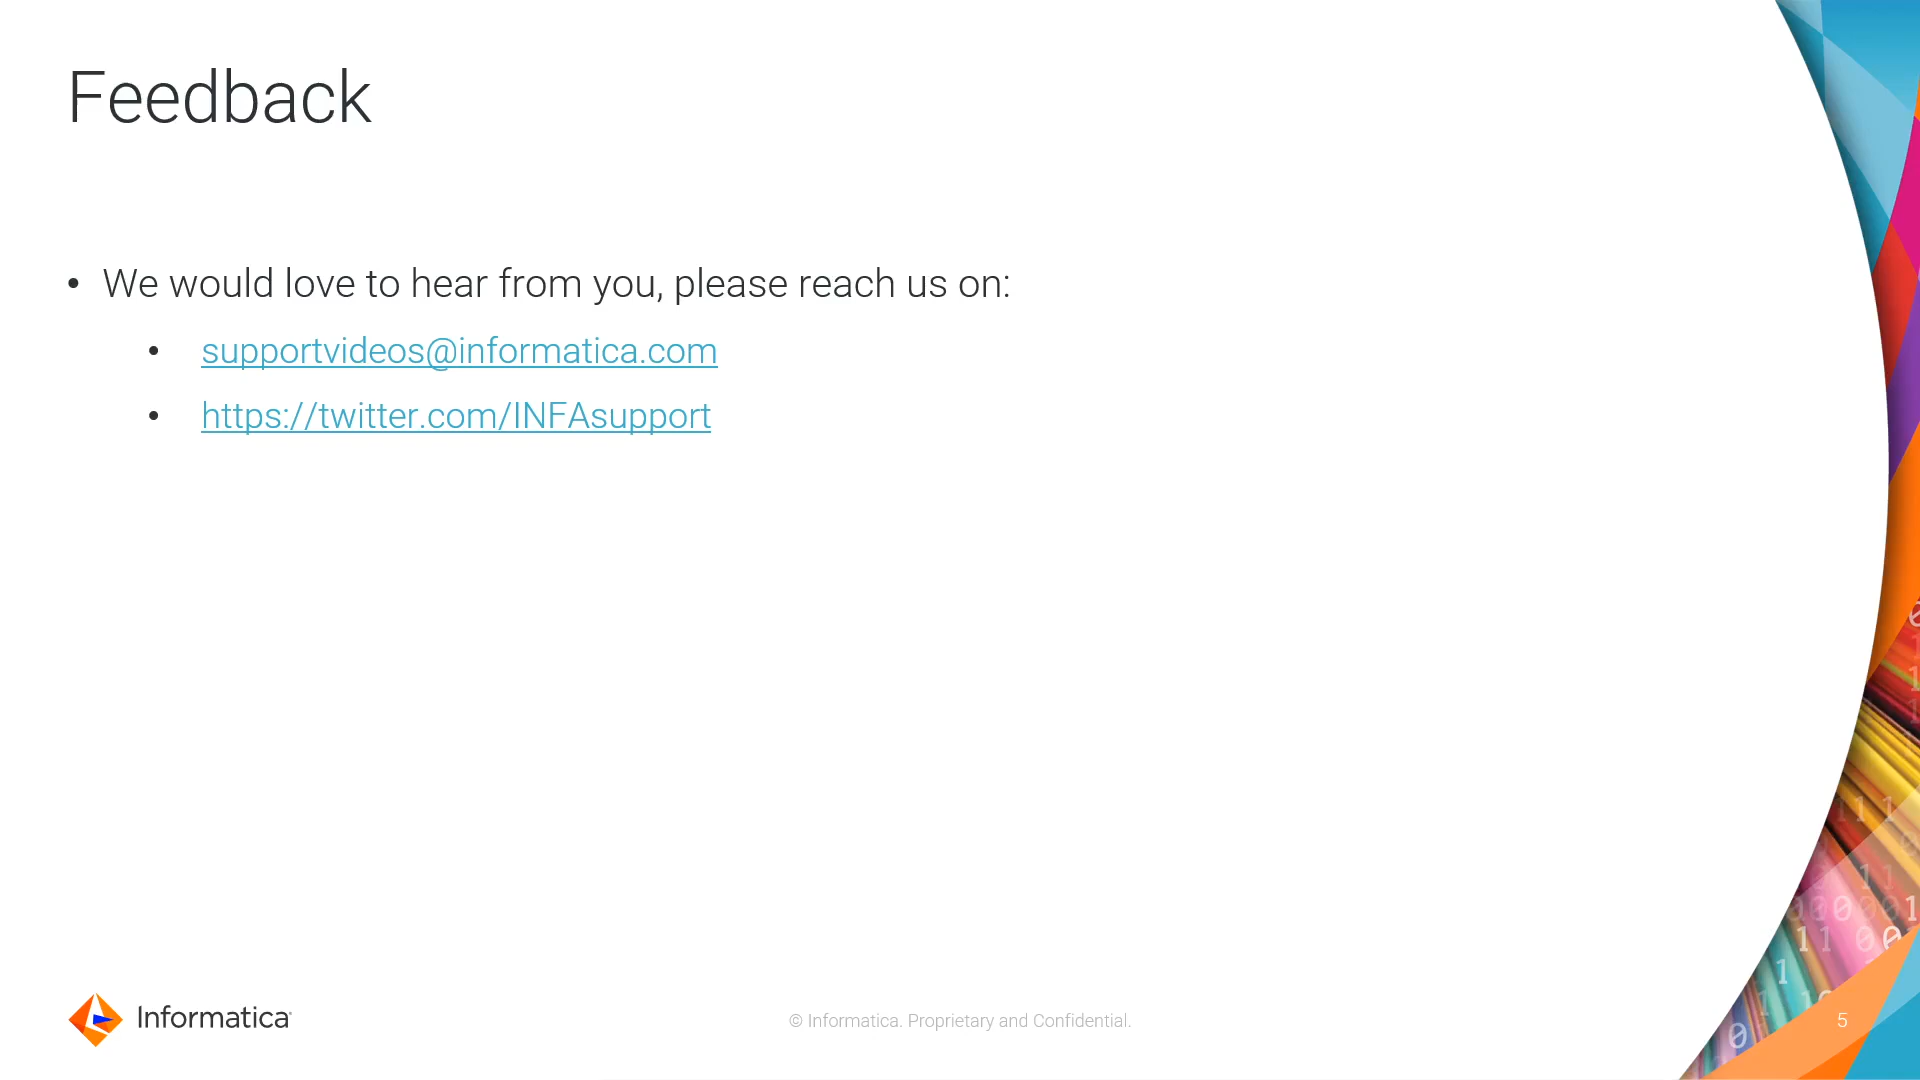 Feedback
• We would love to hear from you, please reach us on:
• supportvideos@informatica.com
• https://twitter.com/INFAsupport
Informatica
© Informatica. Proprietary and Confidential.
5